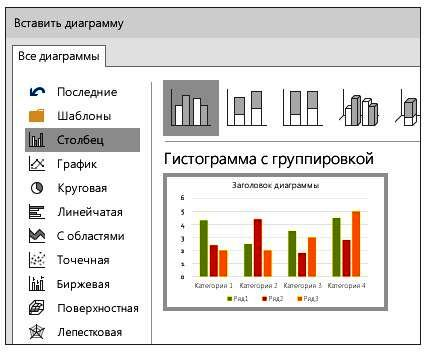 Вставить диаграмму
Все диаграммы
Последние
Шаблоны
Столбец
График
Круговая
Линейчатая
С областями
Точечная
Биржевая
Поверхностная
Лепестковая
Гистограмма с группировкой
Заголовок диаграммы
6
5
4
3
2
1
0
Категория 1 Категория 2 Категория 3 Категория 4
Ряд1 Ряд2 Ряд3